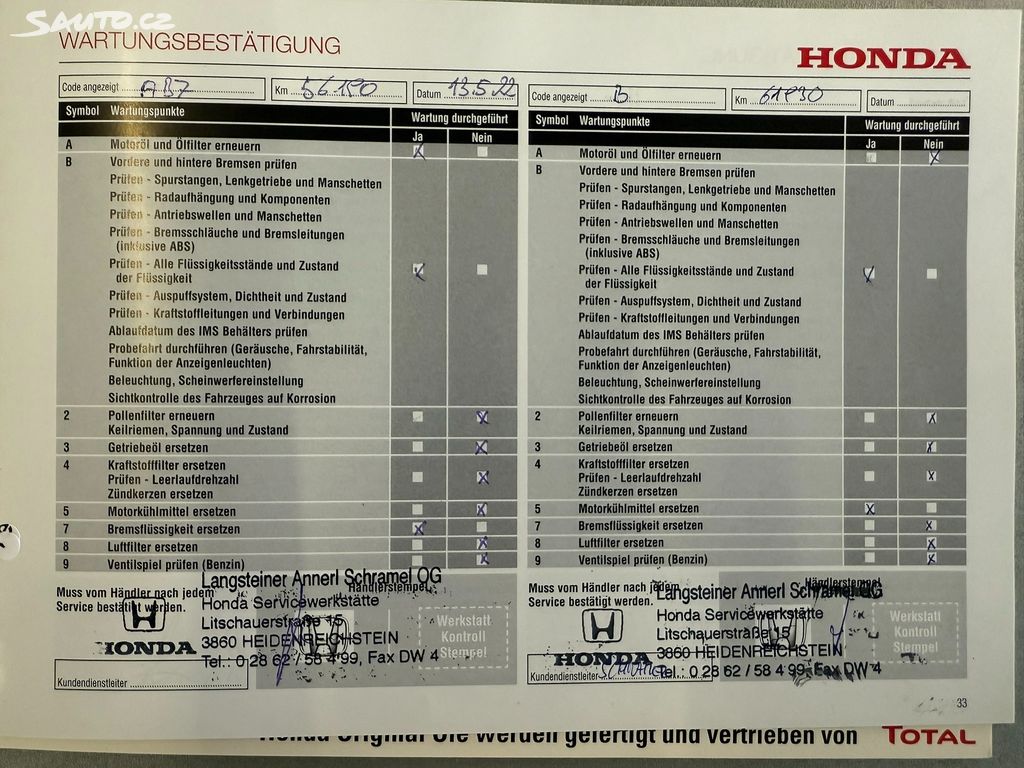 Sauto.cz
WARTUNGSBESTÄTIGUNG
HONDA
Code angezeigt AB7 Km 56190 Datum 13.5.22
Symbol Wartungspunkte Wartung durchgeführt
Ja Nein
A Motoröl und Ölfilter erneuern
B Vordere und hintere Bremsen prüfen
Prüfen - Spurstangen, Lenkgetriebe und Manschetten
Prüfen - Radaufhängung und Komponenten
Prüfen - Antriebswellen und Manschetten
Prüfen - Bremsschläuche und Bremsleitungen
(inklusive ABS)
Prüfen - Alle Flüssigkeitsstände und Zustand
der Flüssigkeit
Prüfen - Auspuffsystem, Dichtheit und Zustand
Prüfen - Kraftstoffleitungen und Verbindungen
Ablaufdatum des IMS Behälters prüfen
Probefahrt durchführen (Geräusche, Fahrstabilität,
Funktion der Anzeigenleuchten)
Beleuchtung, Scheinwerfereinstellung
Sichtkontrolle des Fahrzeuges auf Korrosion
2 Pollenfilter erneuern
Keilriemen, Spannung und Zustand
3 Getriebeöl ersetzen
4 Kraftstofffilter ersetzen
Prüfen - Leerlaufdrehzahl
Zündkerzen ersetzen
5 Motorkühlmittel ersetzen
7 Bremsflüssigkeit ersetzen
8 Luftfilter ersetzen
9 Ventilspiel prüfen (Benzin)
Muss vom Händler nach jedem
Service bestätigt werden.
Händlerstempel
Langsteiner Annerl Schramel OG
Honda Servicewerkstätte
Litschauerstraße 15
3860 HEIDENREICHSTEIN
Tel.: 0 28 62 / 58 4 99, Fax DW 4
HONDA
Werkstatt
Kontroll
Stempel
Kundendienstleiter
Code angezeigt B Km 61830 Datum
Symbol Wartungspunkte Wartung durchgeführt
Ja Nein
A Motoröl und Ölfilter erneuern
B Vordere und hintere Bremsen prüfen
Prüfen - Spurstangen, Lenkgetriebe und Manschetten
Prüfen - Radaufhängung und Komponenten
Prüfen - Antriebswellen und Manschetten
Prüfen - Bremsschläuche und Bremsleitungen
(inklusive ABS)
Prüfen - Alle Flüssigkeitsstände und Zustand
der Flüssigkeit
Prüfen - Auspuffsystem, Dichtheit und Zustand
Prüfen - Kraftstoffleitungen und Verbindungen
Ablaufdatum des IMS Behälters prüfen
Probefahrt durchführen (Geräusche, Fahrstabilität,
Funktion der Anzeigenleuchten)
Beleuchtung, Scheinwerfereinstellung
Sichtkontrolle des Fahrzeuges auf Korrosion
2 Pollenfilter erneuern
Keilriemen, Spannung und Zustand
3 Getriebeöl ersetzen
4 Kraftstofffilter ersetzen
Prüfen - Leerlaufdrehzahl
Zündkerzen ersetzen
5 Motorkühlmittel ersetzen
7 Bremsflüssigkeit ersetzen
8 Luftfilter ersetzen
9 Ventilspiel prüfen (Benzin)
Muss vom Händler nach jedem
Service bestätigt werden.
Händlerstempel
Langsteiner Annerl Schramel OG
Honda Servicewerkstätte
Litschauerstraße 15
3860 HEIDENREICHSTEIN
Tel.: 0 28 62 / 58 4 99, Fax DW 4
HONDA
Werkstatt
Kontroll
Stempel
Kundendienstleiter
33
Honda Original Öle werden gefertigt und vertrieben von TOTAL